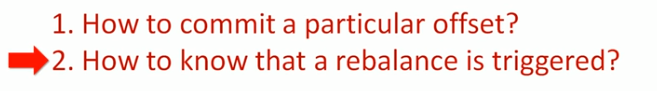 1. How to commit a particular offset?
2. How to know that a rebalance is triggered?